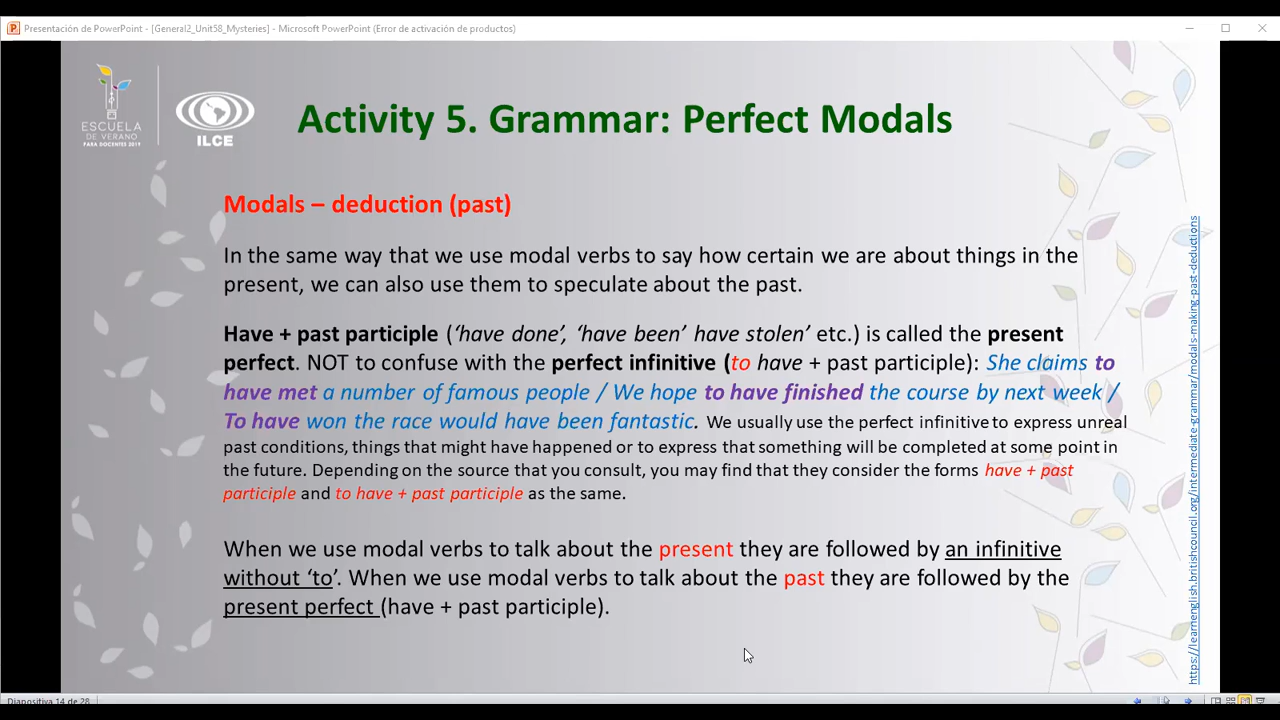 Presentación de PowerPoint - [General2_Unit58_Mysteries] - Microsoft PowerPoint (Error de activación de productos)
ESCUELA
DE VERANO
PARA DOCENTES 2019
ILCE
Activity 5. Grammar: Perfect Modals
Modals – deduction (past)
In the same way that we use modal verbs to say how certain we are about things in the
present, we can also use them to speculate about the past.
Have + past participle (‘have done’, ‘have been’ have stolen’ etc.) is called the present
perfect. NOT to confuse with the perfect infinitive (to have + past participle): She claims to
have met a number of famous people / We hope to have finished the course by next week /
To have won the race would have been fantastic. We usually use the perfect infinitive to express unreal
past conditions, things that might have happened or to express that something will be completed at some point in
the future. Depending on the source that you consult, you may find that they consider the forms have + past
participle and to have + past participle as the same.
When we use modal verbs to talk about the present they are followed by an infinitive
without ‘to’. When we use modal verbs to talk about the past they are followed by the
present perfect (have + past participle).
https://learnenglish.britishcouncil.org/intermediate-grammar/modals-making-past-deductions
Diapositiva 14 de 28